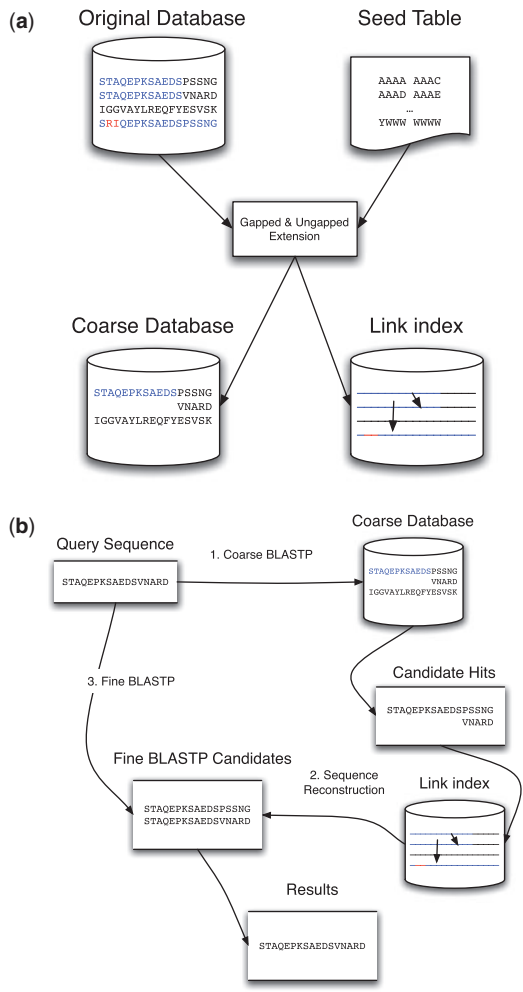 (a)
Original Database
STAQEPKSAEDSPSSNG
STAQEPKSAEDSVNARD
IGGVAYLREQFYESVSK
SRIQEPKSAEDSPSSNG
Seed Table
AAAA AAAC
AAAD AAAE
...
YWWW WWWW
Gapped & Ungapped
Extension
Coarse Database
STAQEPKSAEDSPSSNG
VNARD
IGGVAYLREQFYESVSK
Link index
(b)
Query Sequence
STAQEPKSAEDSVNARD
1. Coarse BLASTP
Coarse Database
STAQEPKSAEDSPSSNG
VNARD
IGGVAYLREQFYESVSK
Candidate Hits
STAQEPKSAEDSPSSNG
VNARD
3. Fine BLASTP
Fine BLASTP Candidates
STAQEPKSAEDSPSSNG
STAQEPKSAEDSVNARD
2. Sequence
Reconstruction
Link index
Results
STAQEPKSAEDSVNARD